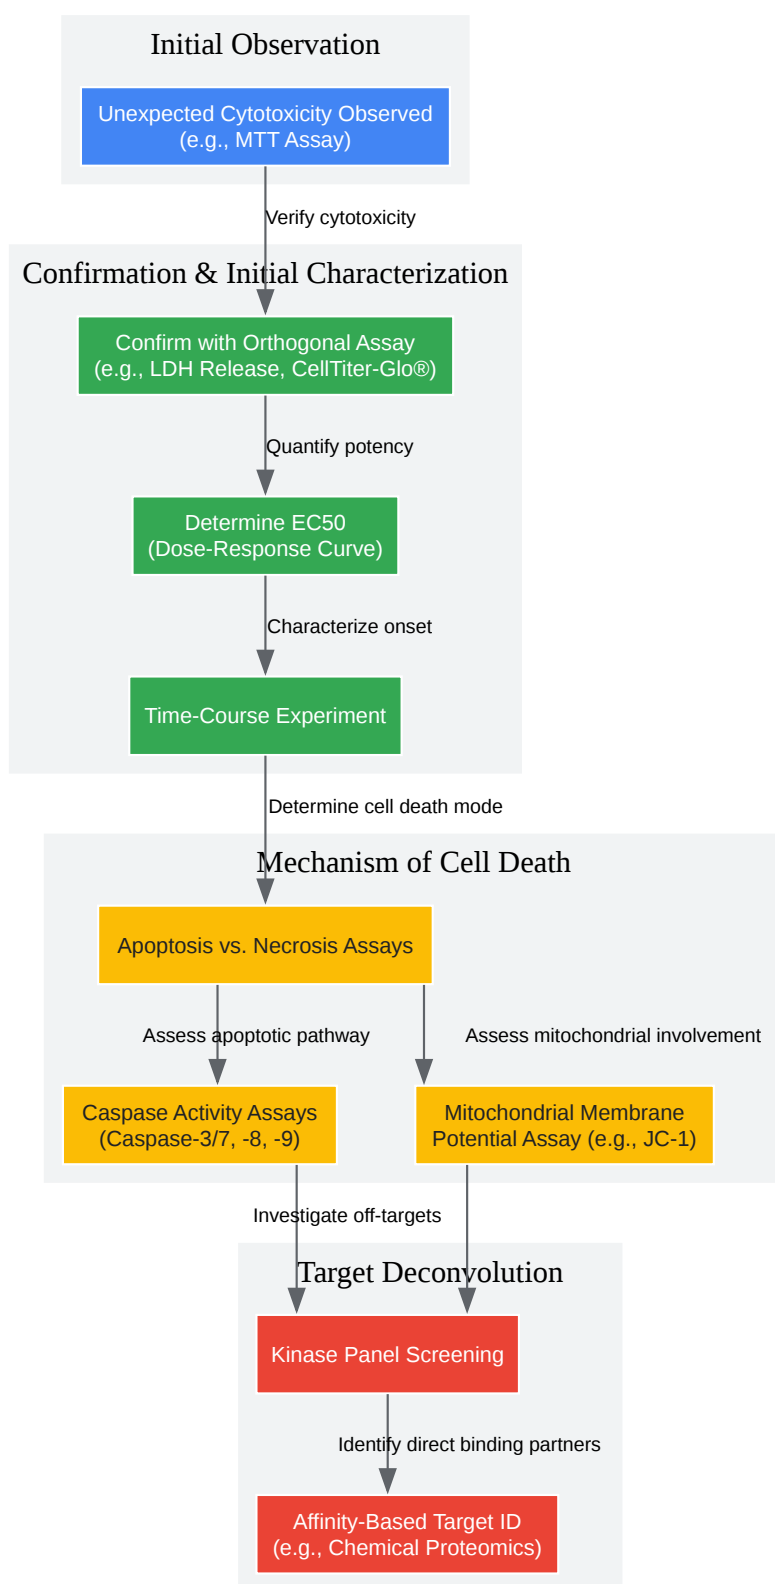 Initial Observation
Unexpected Cytotoxicity Observed
(e.g., MTT Assay)
Verify cytotoxicity
Confirmation & Initial Characterization
Confirm with Orthogonal Assay
(e.g., LDH Release, CellTiter-Glo®)
Quantify potency
Determine EC50
(Dose-Response Curve)
Characterize onset
Time-Course Experiment
Determine cell death mode
Mechanism of Cell Death
Apoptosis vs. Necrosis Assays
Assess apoptotic pathway
Assess mitochondrial involvement
Caspase Activity Assays
(Caspase-3/7, -8, -9)
Mitochondrial Membrane
Potential Assay (e.g., JC-1)
Investigate off-targets
Target Deconvolution
Kinase Panel Screening
Identify direct binding partners
Affinity-Based Target ID
(e.g., Chemical Proteomics)